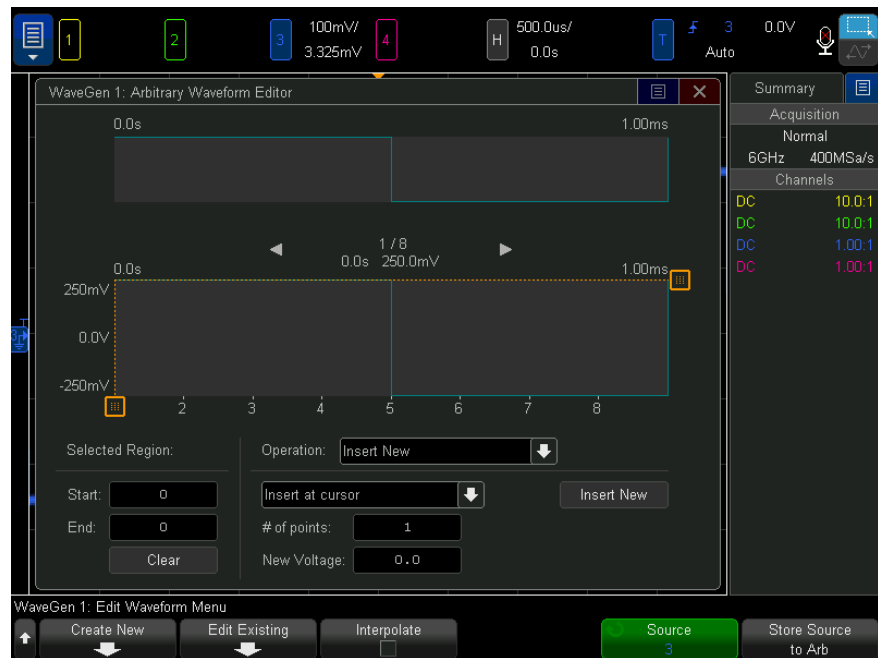 1 2 3 100mV/ 4 H 500.0us/ T 3 0.0V
3.325mV 0.0s Auto
WaveGen 1: Arbitrary Waveform Editor
Summary
Acquisition
Normal
6GHz 400MSa/s
Channels
DC 10.0:1
DC 10.0:1
DC 1.00:1
DC 1.00:1
0.0s 1.00ms
1 / 8
0.0s 250.0mV
0.0s 1.00ms
250mV
0.0V
-250mV
2 3 4 5 6 7 8
T
3
Selected Region:
Start: 0
End: 0
Clear
Operation: Insert New
Insert at cursor
Insert New
# of points: 1
New Voltage: 0.0
WaveGen 1: Edit Waveform Menu
Create New
Edit Existing
Interpolate
Source
3
Store Source
to Arb